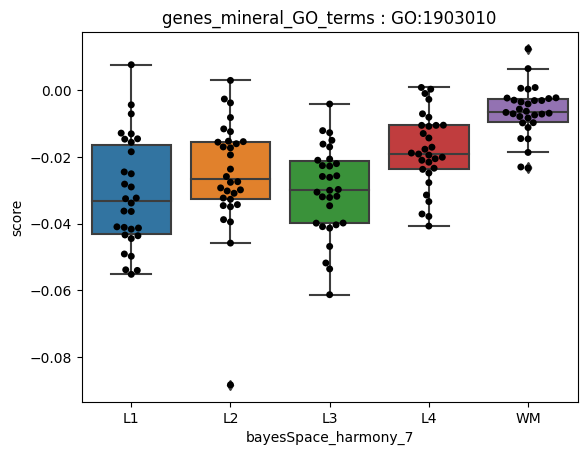 genes_mineral_GO_terms : GO:1903010
0.00
−0.02
−0.04
−0.06
−0.08
score
L1 L2 L3 L4 WM
bayesSpace_harmony_7